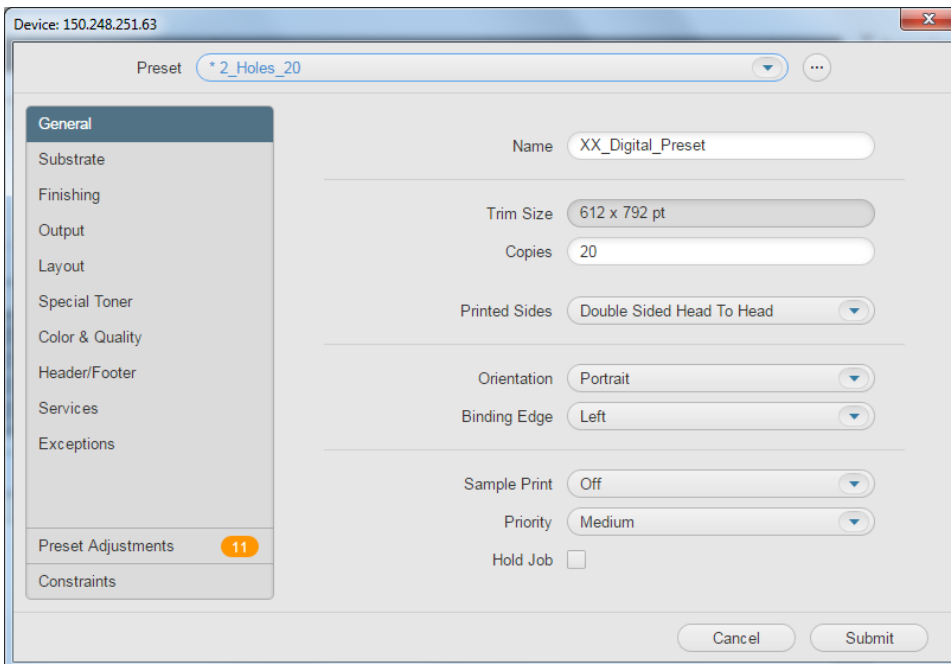 Device: 150.248.251.63
Preset * 2_Holes_20 ...
General
Substrate
Finishing
Output
Layout
Special Toner
Color & Quality
Header/Footer
Services
Exceptions
Preset Adjustments 11
Constraints
Name XX_Digital_Preset
Trim Size 612 x 792 pt
Copies 20
Printed Sides Double Sided Head To Head
Orientation Portrait
Binding Edge Left
Sample Print Off
Priority Medium
Hold Job
Cancel Submit